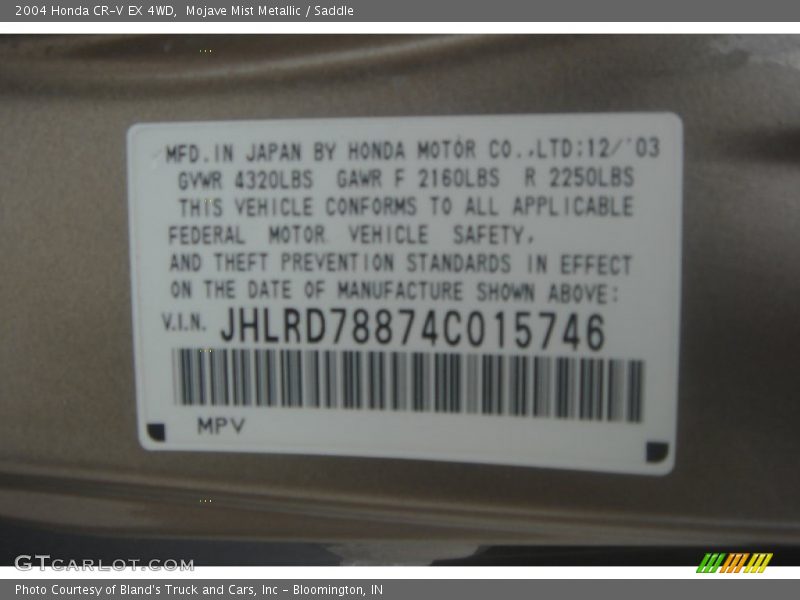 2004 Honda CR-V EX 4WD, Mojave Mist Metallic / Saddle
MFD.IN JAPAN BY HONDA MOTOR CO.,LTD:12/'03
GVWR 4320LBS GAWR F 2160LBS R 2250LBS
THIS VEHICLE CONFORMS TO ALL APPLICABLE
FEDERAL MOTOR VEHICLE SAFETY,
AND THEFT PREVENTION STANDARDS IN EFFECT
ON THE DATE OF MANUFACTURE SHOWN ABOVE:
V.I.N. JHLRD78874C015746
MPV
GTCARLOT.COM
Photo Courtesy of Bland's Truck and Cars, Inc - Bloomington, IN